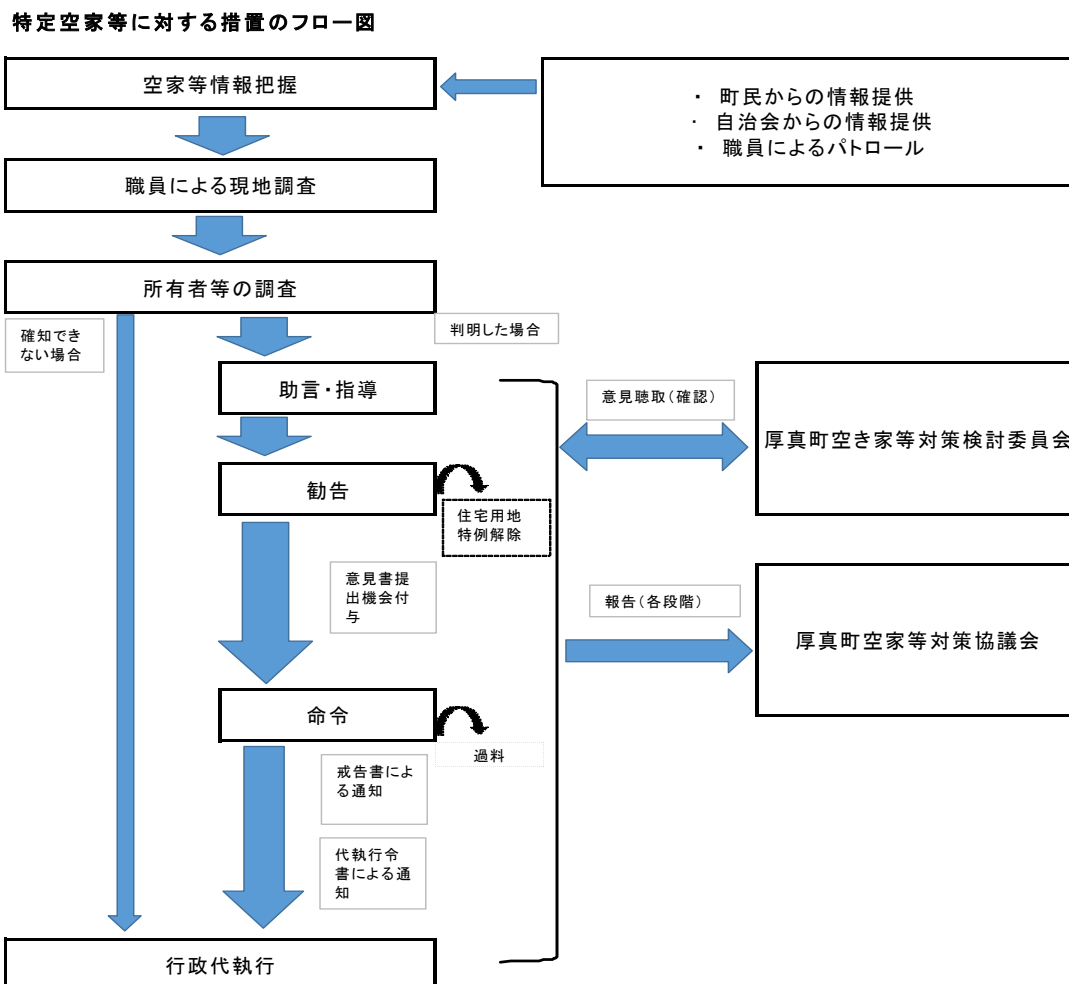 特定空家等に対する措置のフロー図
空家等情報把握
・ 町民からの情報提供
・ 自治会からの情報提供
・ 職員によるパトロール
職員による現地調査
所有者等の調査
確知でき
ない場合
判明した場合
助言・指導
意見聴取(確認)
厚真町空き家等対策検討委員会
勧告
住宅用地
特例解除
意見書提
出機会付
与
報告(各段階)
厚真町空家等対策協議会
命令
過料
戒告書によ
る通知
代執行令
書による通
知
行政代執行